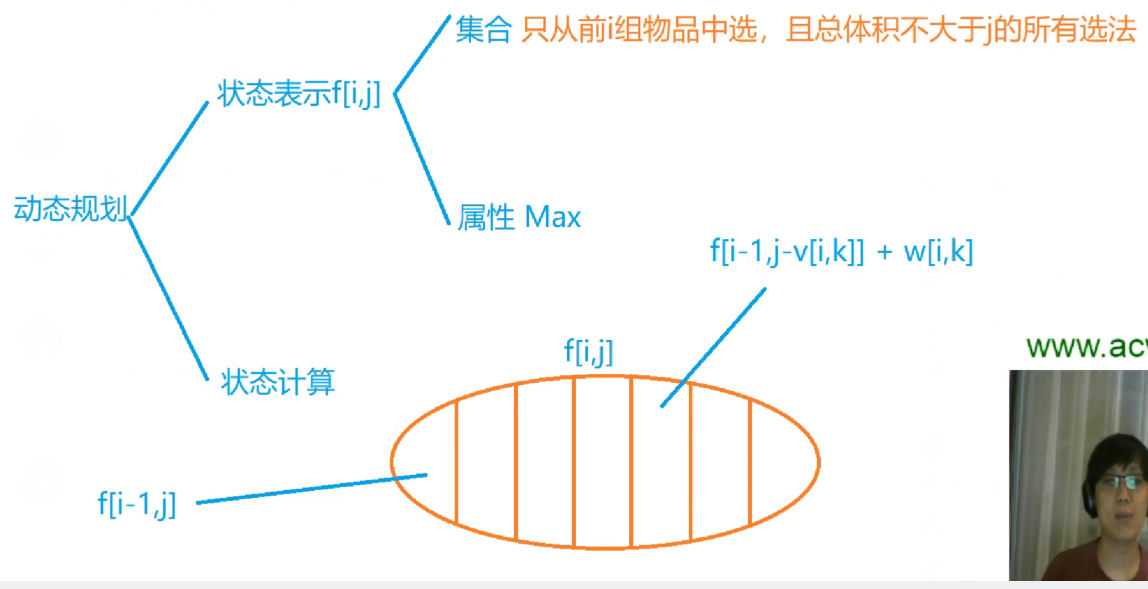 集合 只从前i组物品中选，且总体积不大于j的所有选法
状态表示f[i,j]
动态规划
属性 Max
f[i-1,j-v[i,k]] + w[i,k]
f[i,j]
www.ac
状态计算
f[i-1,j]